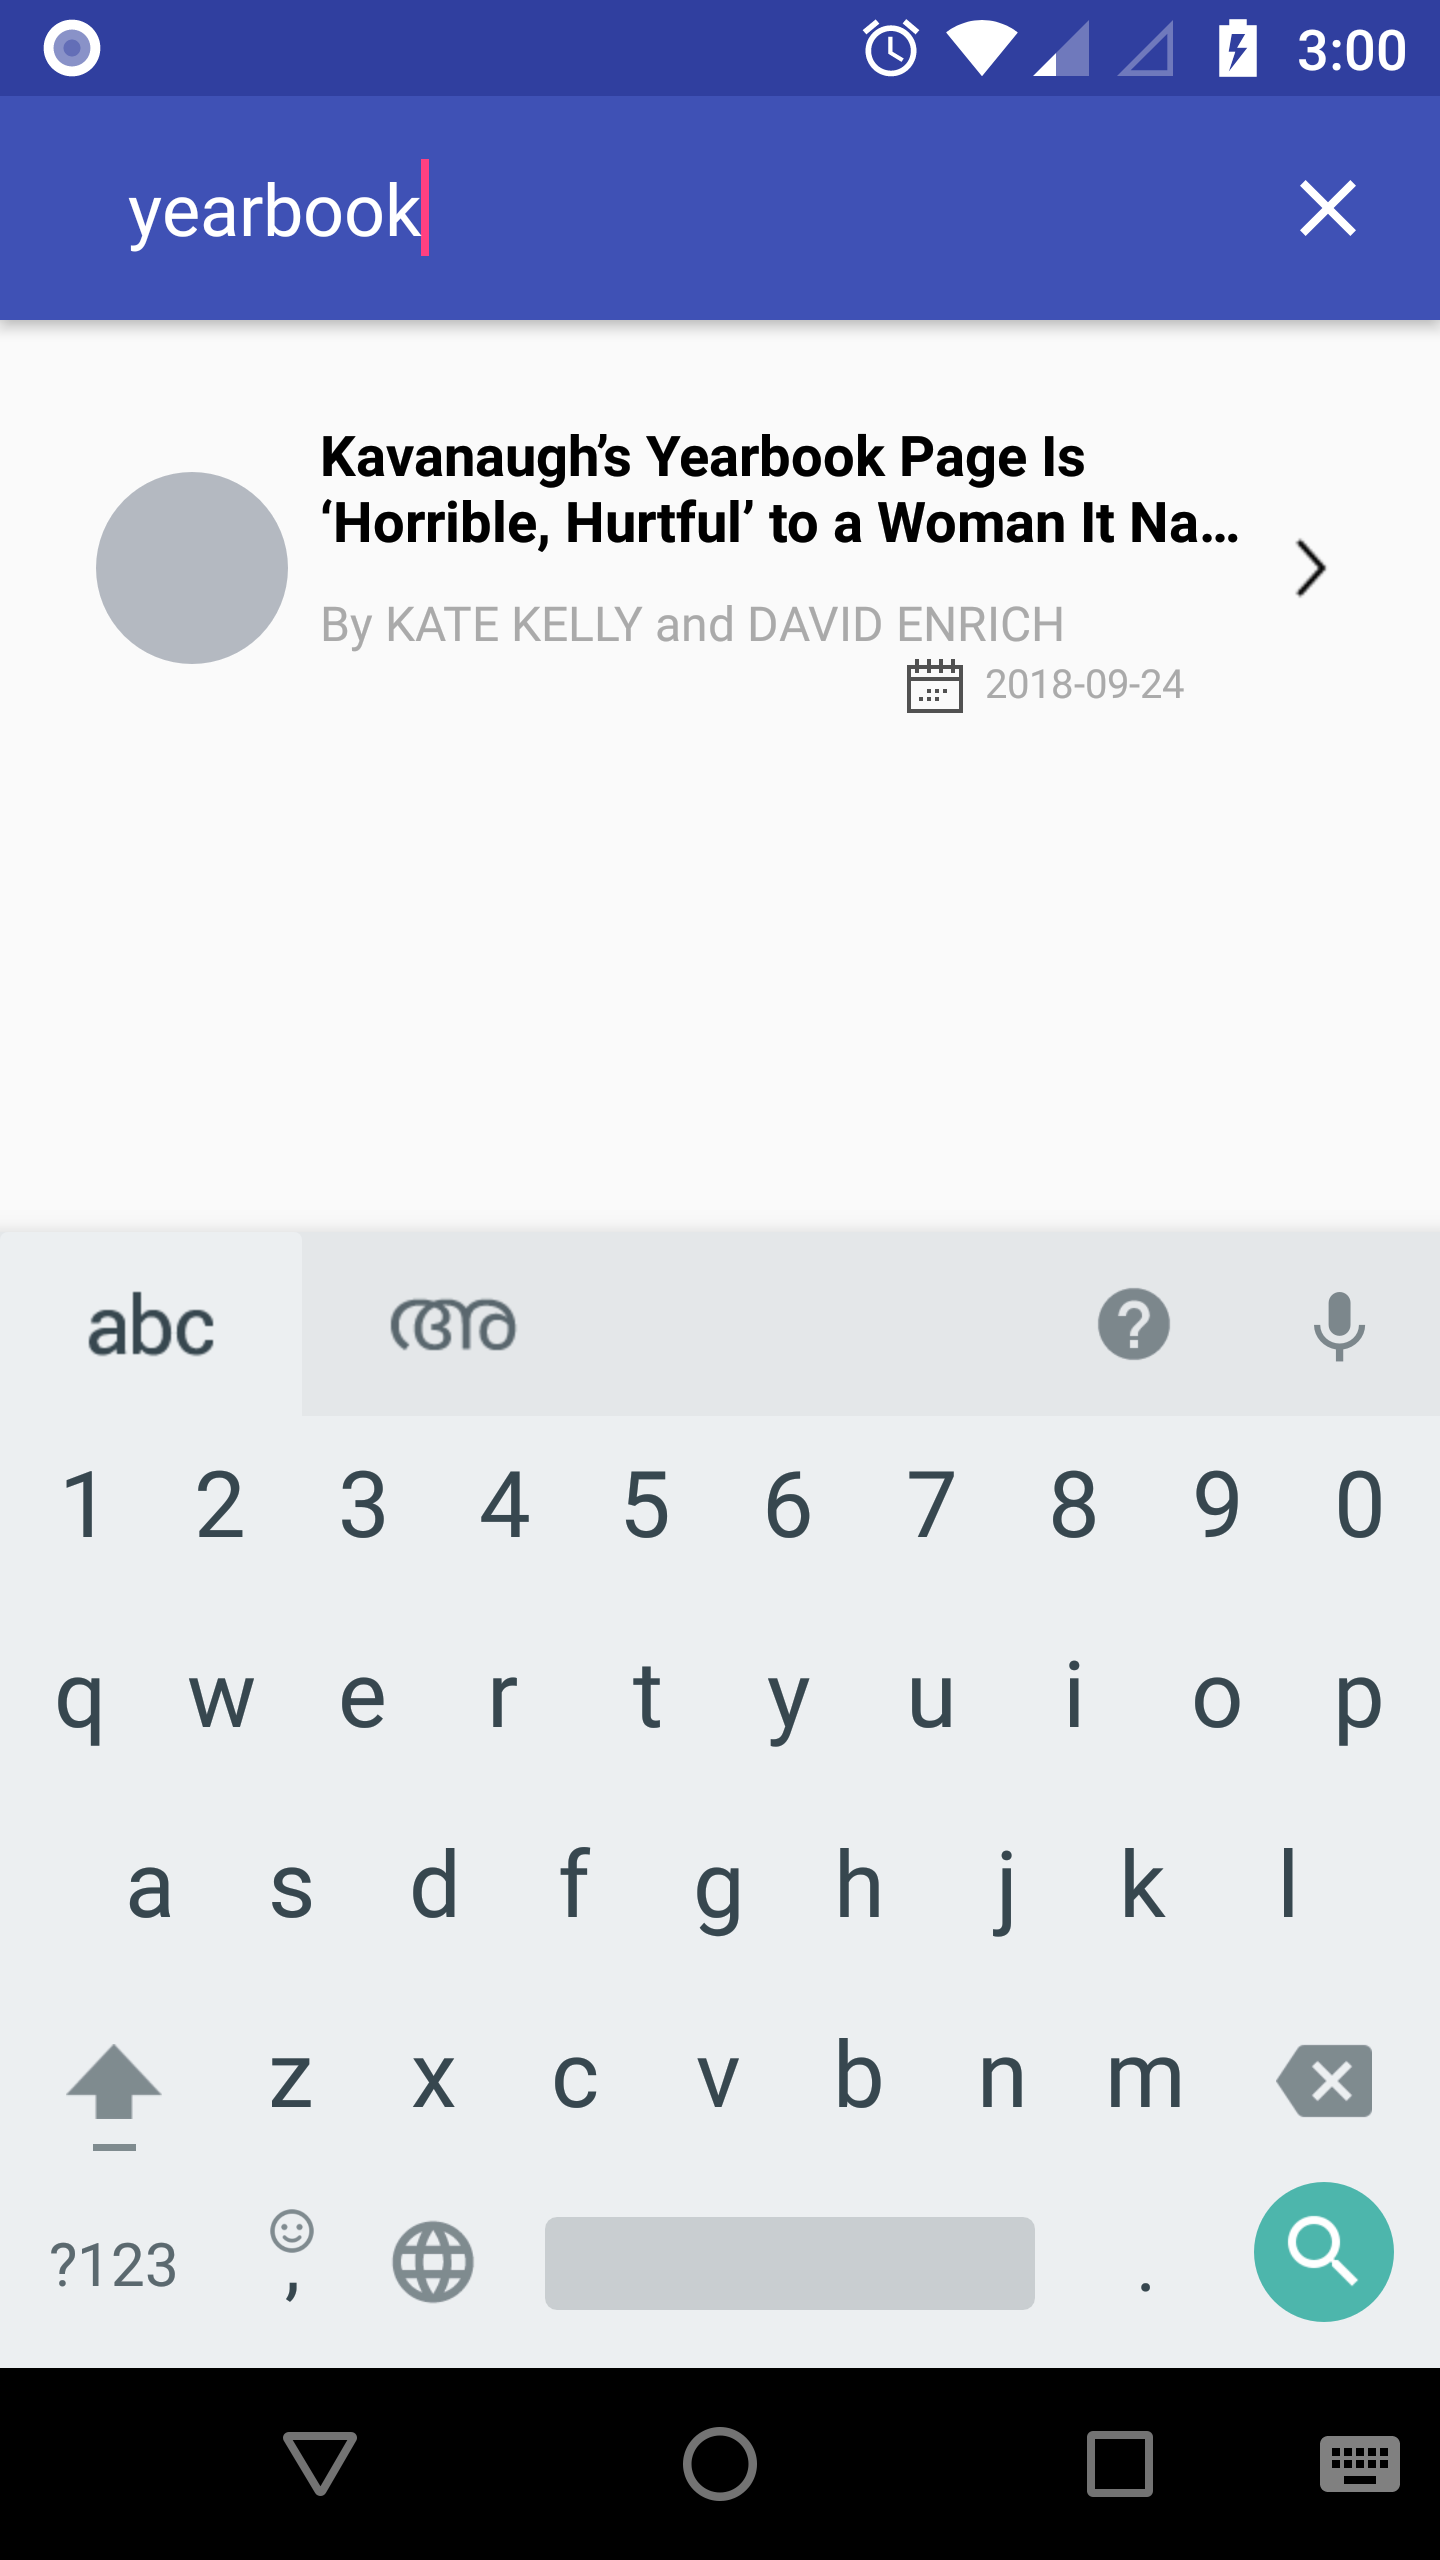 3:00
yearbook
Kavanaugh’s Yearbook Page Is
‘Horrible, Hurtful’ to a Woman It Na…
By KATE KELLY and DAVID ENRICH
2018-09-24
abc അ
1 2 3 4 5 6 7 8 9 0
q w e r t y u i o p
a s d f g h j k l
z x c v b n m
?123 , .